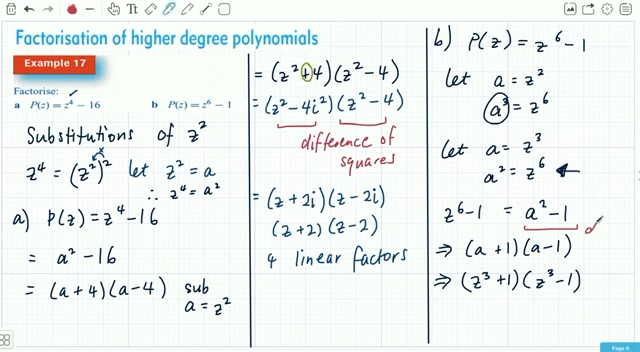 Factorisation of higher degree polynomials
Example 17
Factorise:
a P(z) = z⁴ − 16 b P(z) = z⁶ − 1
Substitutions of z²
z⁴ = (z²)² let z² = a
∴ z⁴ = a²
a) P(z) = z⁴ − 16
= a² − 16
= (a + 4)(a − 4) sub
a = z²
= (z² + 4)(z² − 4)
= (z² − 4i²)(z² − 4)
difference of
squares
= (z + 2i)(z − 2i)
(z + 2)(z − 2)
4 linear factors
b) P(z) = z⁶ − 1
let a = z²
a³ = z⁶
let a = z³
a² = z⁶ ←
z⁶ − 1 = a² − 1
d
⇒ (a + 1)(a − 1)
⇒ (z³ + 1)(z³ − 1)
Page 6